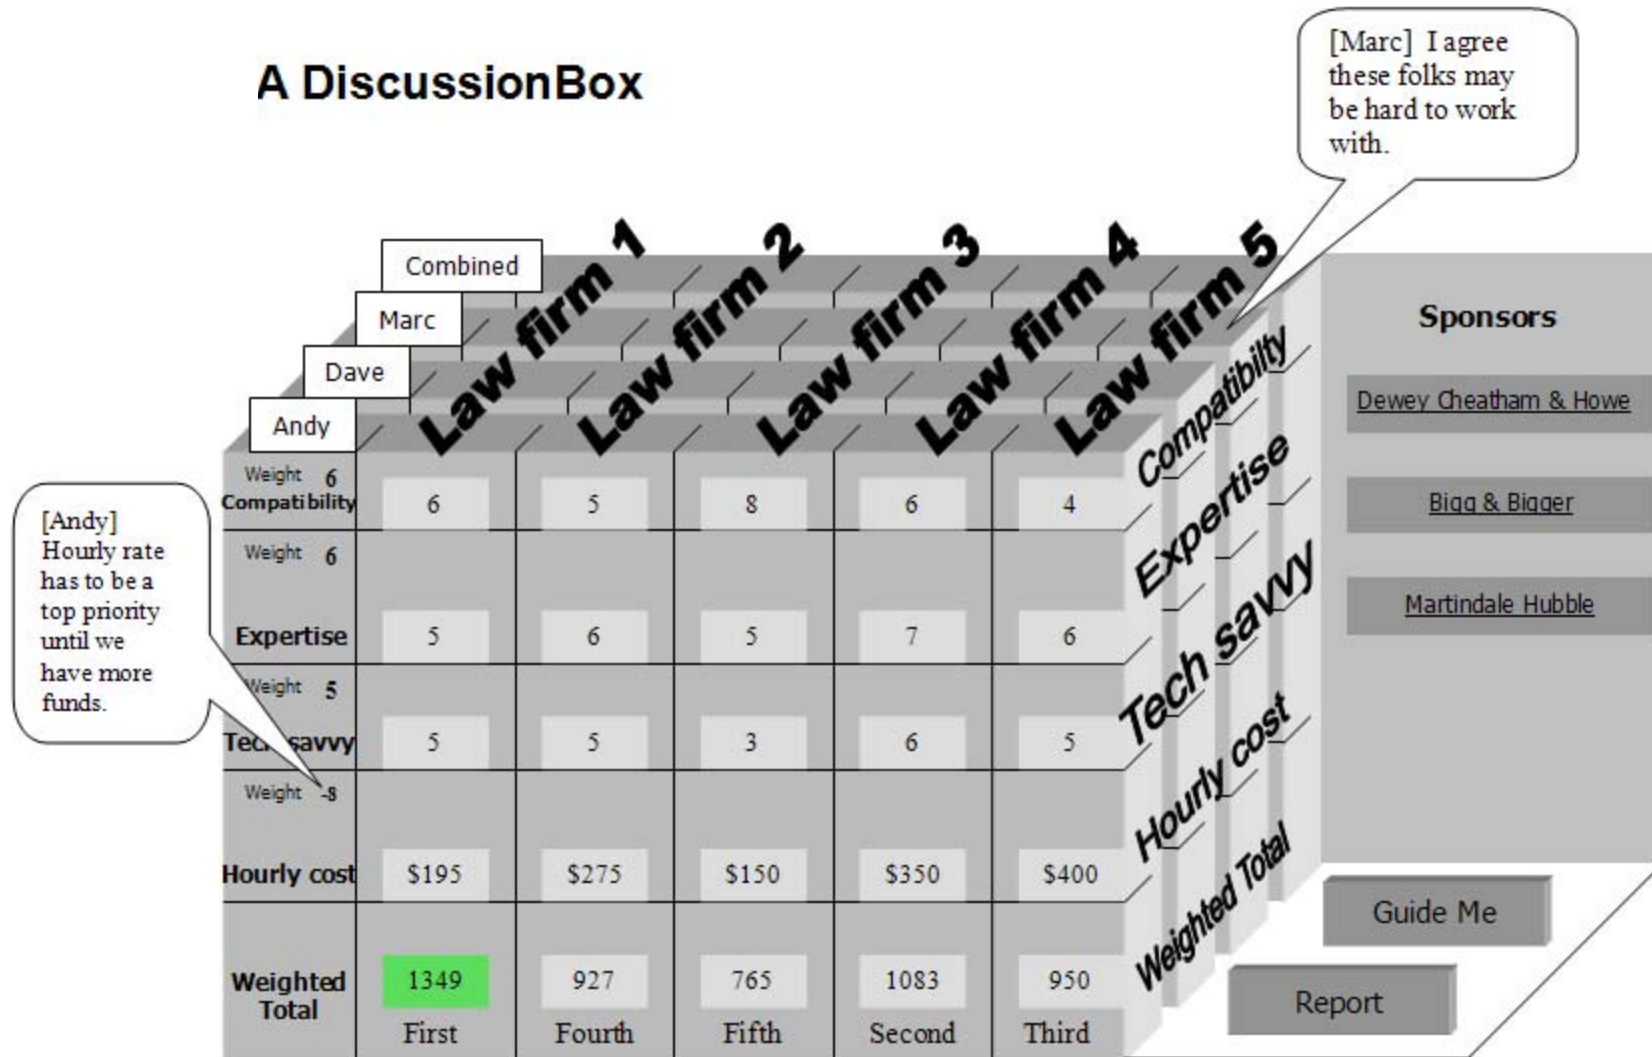 A DiscussionBox
[Marc] I agree
these folks may
be hard to work
with.
Combined
Marc
Dave
Andy
Law firm 1
Law firm 2
Law firm 3
Law firm 4
Law firm 5
Sponsors
Dewey Cheatham & Howe
Bigg & Bigger
Martindale Hubble
[Andy]
Hourly rate
has to be a
top priority
until we
have more
funds.
Weight 6
Compatibility 6 5 8 6 4
Weight 6
Expertise 5 6 5 7 6
Weight 5
Tech savvy 5 5 3 6 5
Weight -8
Hourly cost $195 $275 $150 $350 $400
Weighted
Total
1349 927 765 1083 950
First Fourth Fifth Second Third
Compatibilty
Expertise
Tech savvy
Hourly cost
Weighted Total
Guide Me
Report